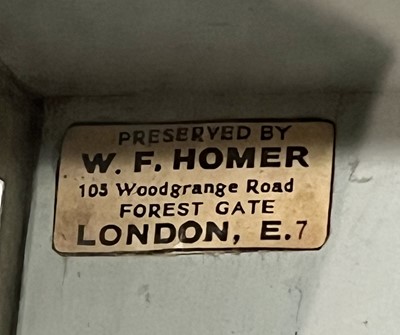 PRESERVED BY
W. F. HOMER
105 Woodgrange Road
FOREST GATE
LONDON, E.7